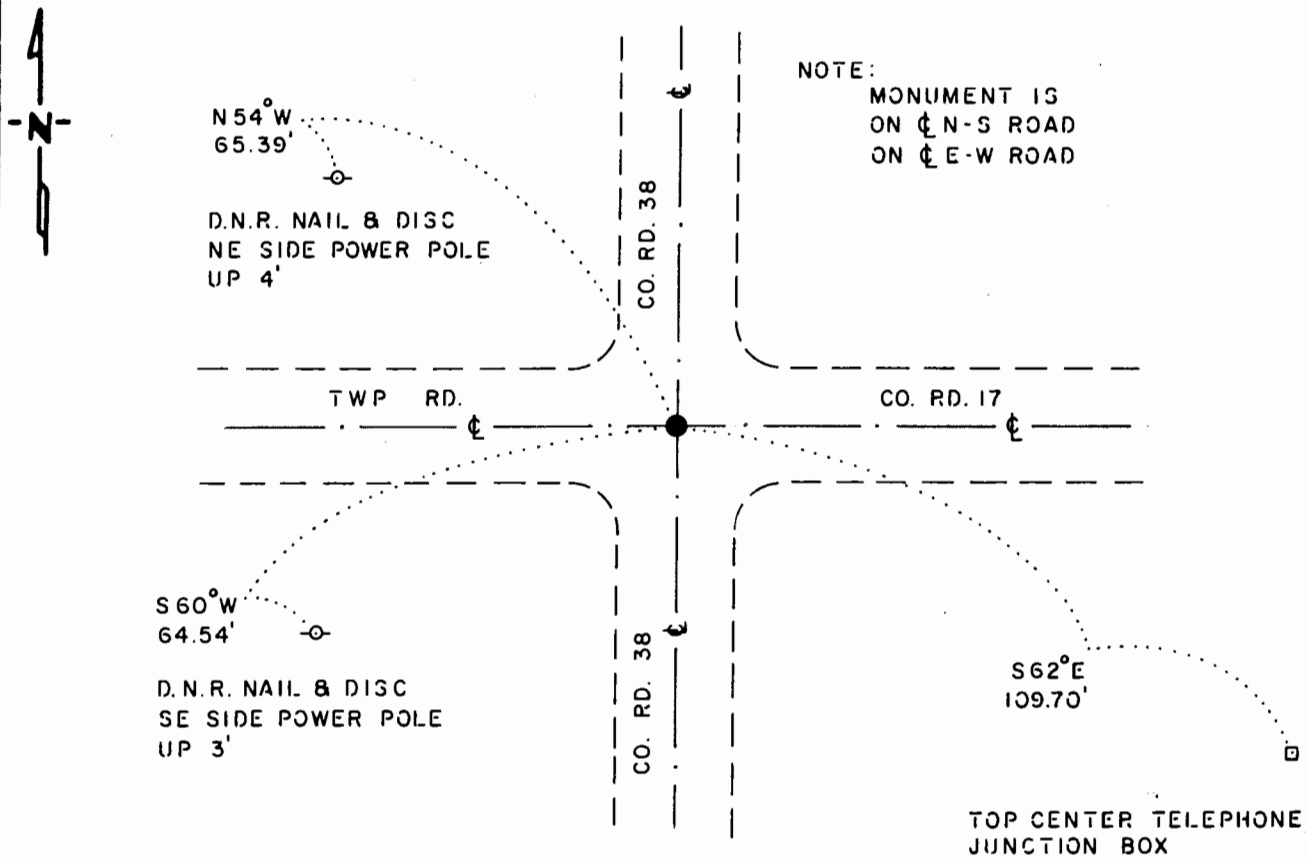 N
N 54° W
65.39'
D.N.R. NAIL & DISC
NE SIDE POWER POLE
UP 4'
NOTE:
MONUMENT IS
ON ℄ N-S ROAD
ON ℄ E-W ROAD
℄
CO. RD. 38
TWP RD.
℄
CO. RD. 17
℄
S 60° W
64.54'
D.N.R. NAIL & DISC
SE SIDE POWER POLE
UP 3'
℄
CO. RD. 38
S 62° E
109.70'
TOP CENTER TELEPHONE
JUNCTION BOX